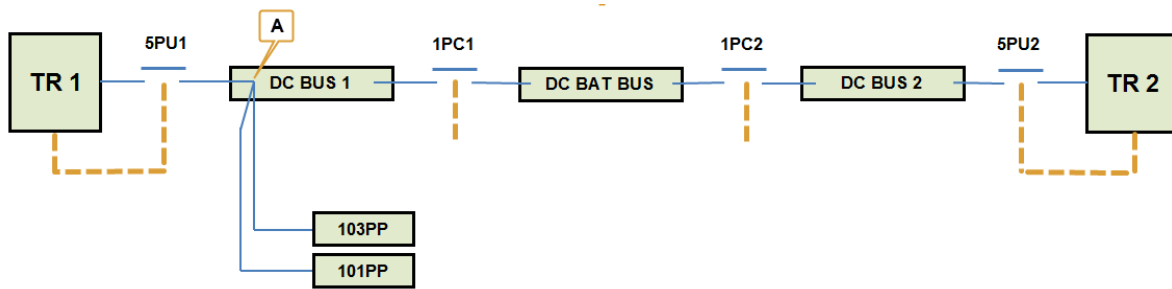 A
5PU1
1PC1
1PC2
5PU2
TR 1
DC BUS 1
DC BAT BUS
DC BUS 2
TR 2
103PP
101PP